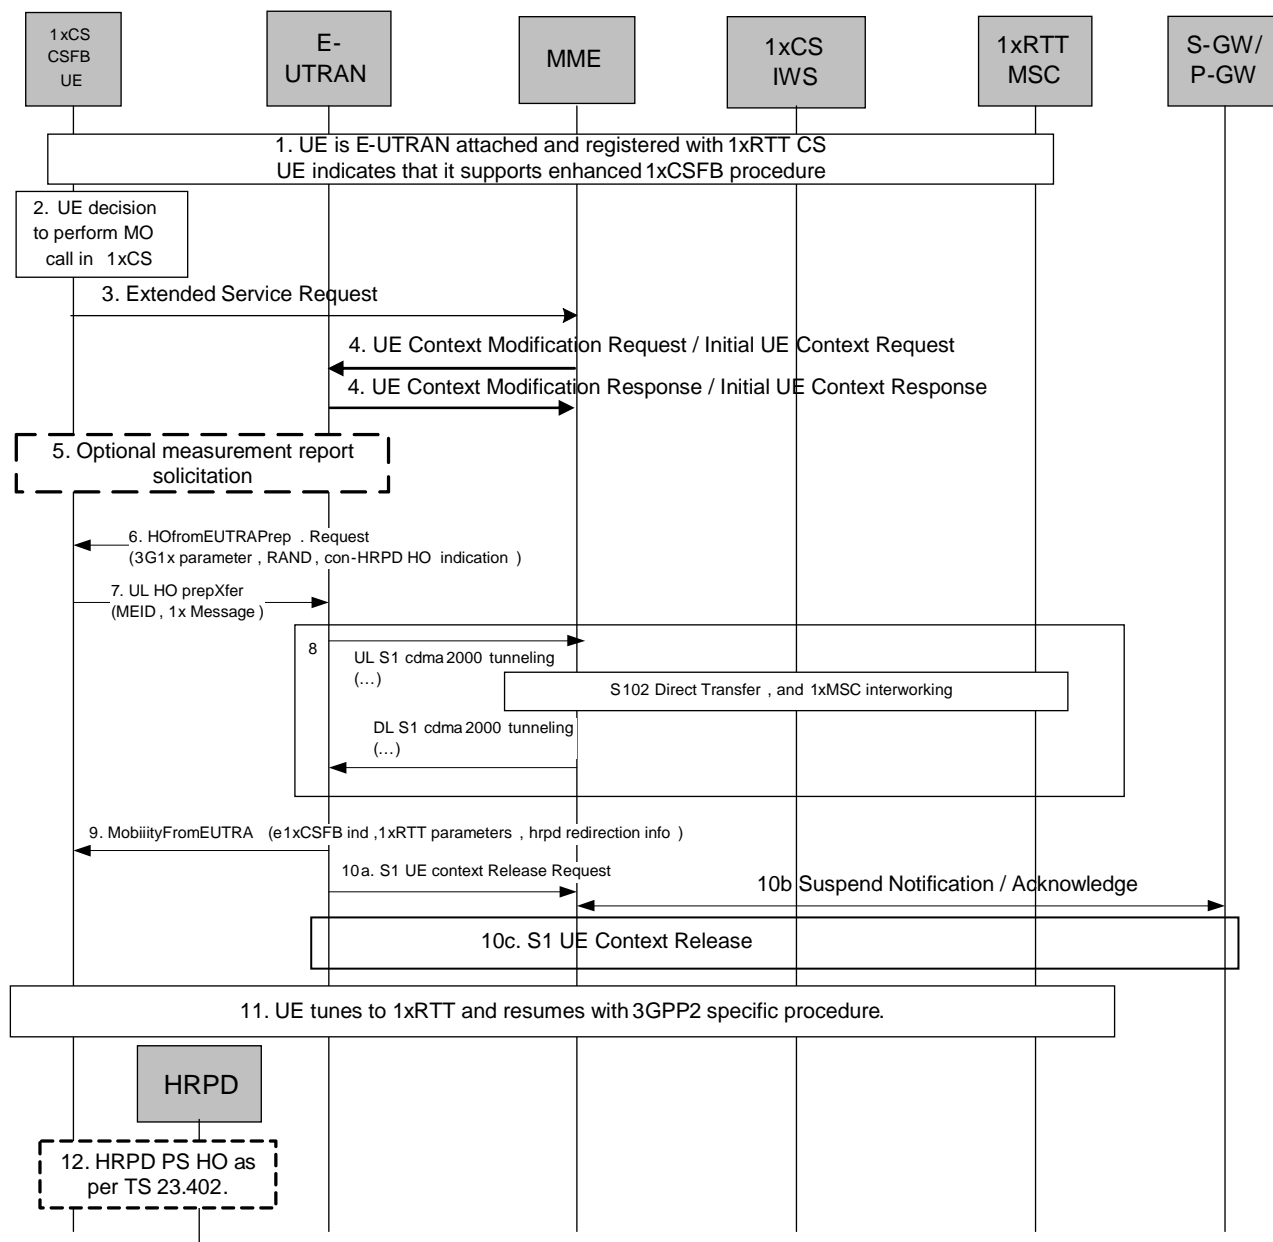 1xCS
CSFB
UE
E-
UTRAN
MME
1xCS
IWS
1xRTT
MSC
S-GW/
P-GW
1. UE is E-UTRAN attached and registered with 1xRTT CS
UE indicates that it supports enhanced 1xCSFB procedure
2. UE decision
to perform MO
call in 1xCS
3. Extended Service Request
4. UE Context Modification Request / Initial UE Context Request
4. UE Context Modification Response / Initial UE Context Response
5. Optional measurement report
solicitation
6. HOfromEUTRAPrep . Request
(3G1x parameter , RAND , con-HRPD HO indication )
7. UL HO prepXfer
(MEID , 1x Message )
8
UL S1 cdma2000 tunneling
(...)
S102 Direct Transfer , and 1xMSC interworking
DL S1 cdma2000 tunneling
(...)
9. MobiiityFromEUTRA (e1xCSFB ind ,1xRTT parameters , hrpd redirection info )
10a. S1 UE context Release Request
10b Suspend Notification / Acknowledge
10c. S1 UE Context Release
11. UE tunes to 1xRTT and resumes with 3GPP2 specific procedure.
HRPD
12. HRPD PS HO as
per TS 23.402.